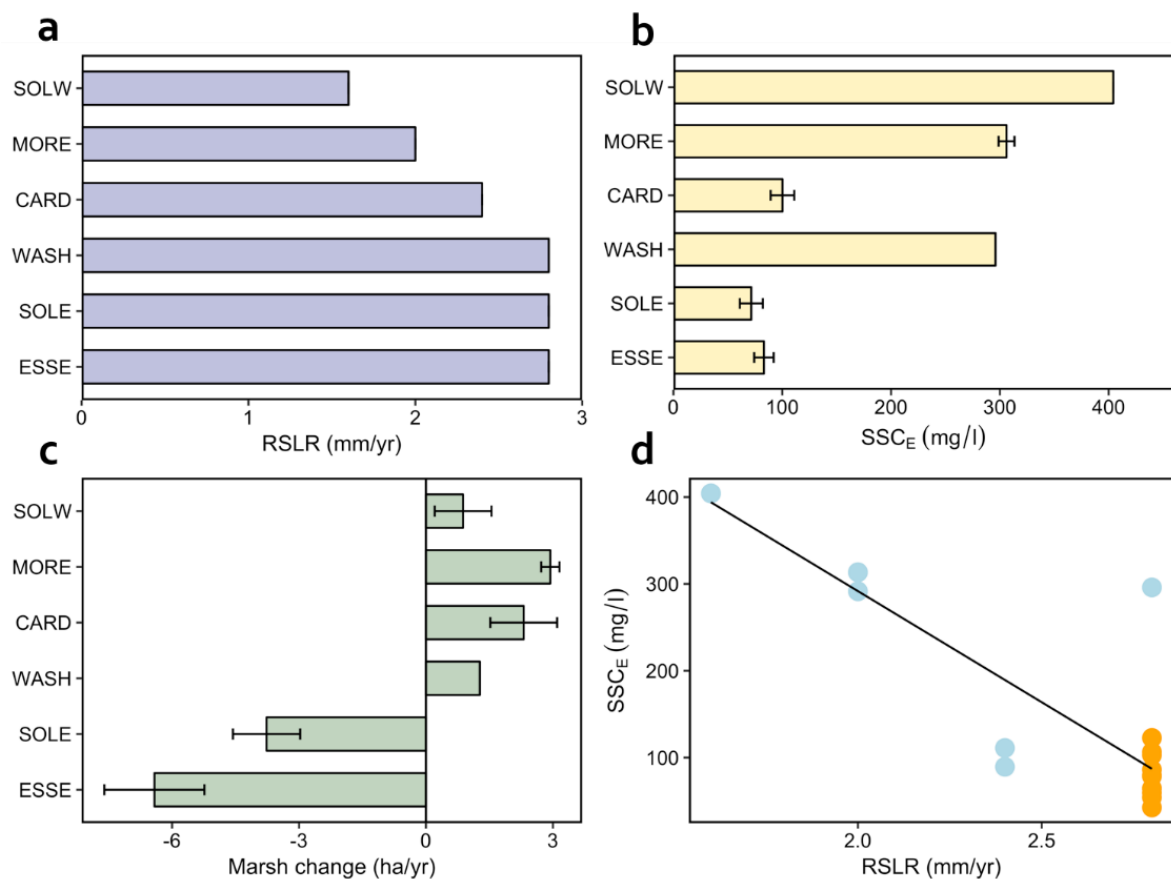 a
SOLW
MORE
CARD
WASH
SOLE
ESSE
0 1 2 3
RSLR (mm/yr)
b
SOLW
MORE
CARD
WASH
SOLE
ESSE
0 100 200 300 400
SSCE (mg/l)
c
SOLW
MORE
CARD
WASH
SOLE
ESSE
-6 -3 0 3
Marsh change (ha/yr)
d
SSCE (mg/l)
400
300
200
100
2.0 2.5
RSLR (mm/yr)